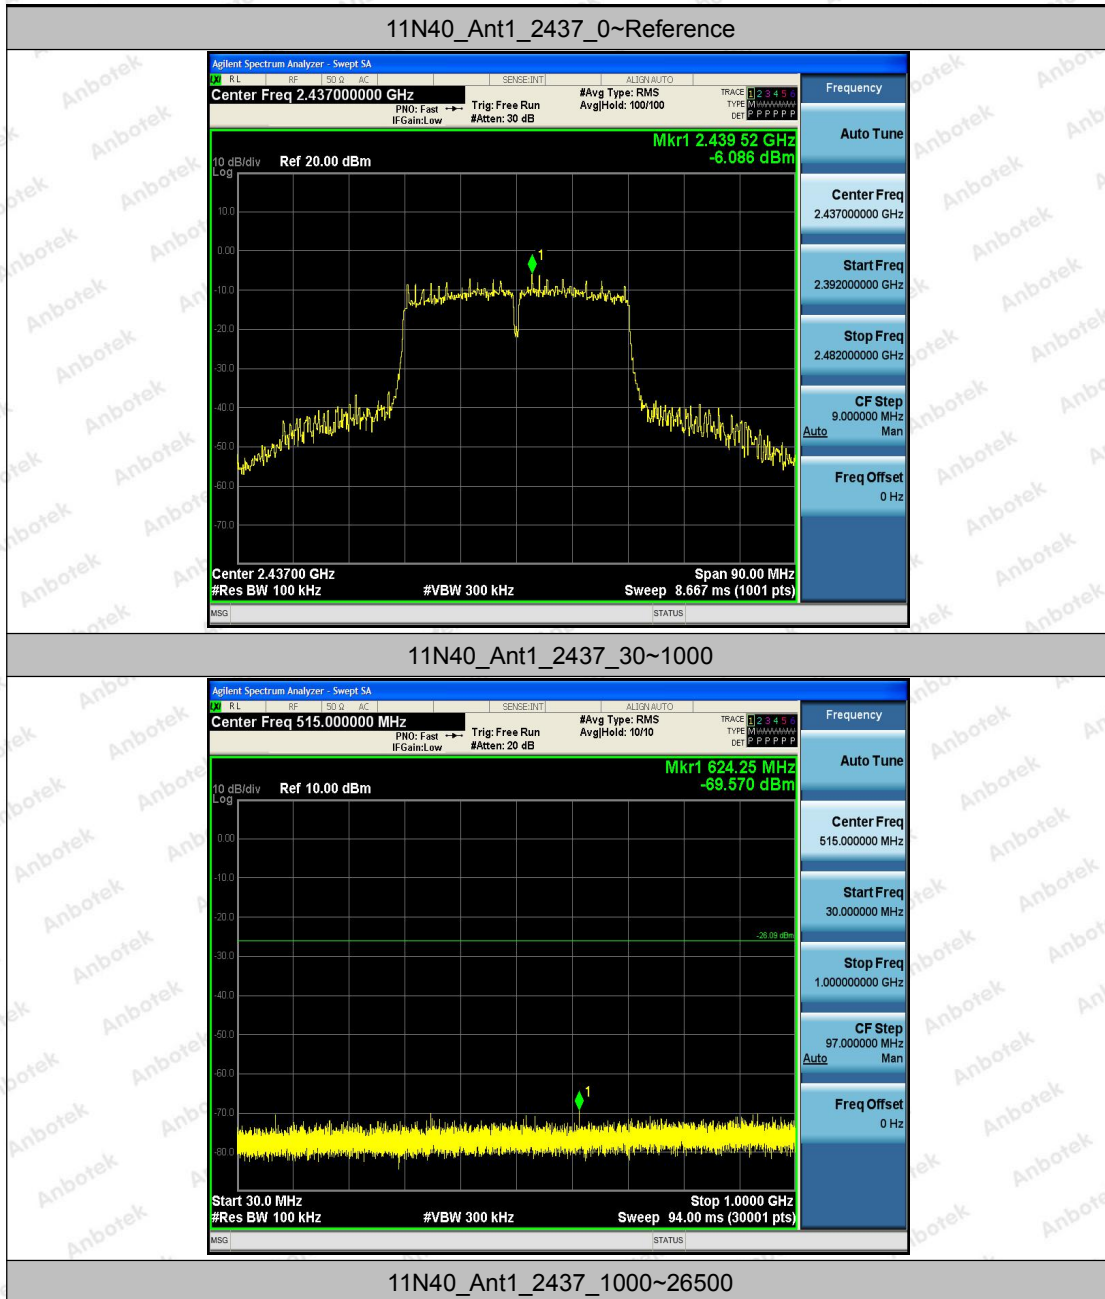 11N40_Ant1_2437_0~Reference
Agilent Spectrum Analyzer - Swept SA
LXI RL RF 50 Ω AC SENSE:INT ALIGN AUTO
Center Freq 2.437000000 GHz
PNO: Fast
IFGain:Low
Trig: Free Run
#Atten: 30 dB
#Avg Type: RMS
Avg|Hold: 100/100
TRACE 1 2 3 4 5 6
TYPE MWWWWW
DET P P P P P P
Mkr1 2.439 52 GHz
-6.086 dBm
10 dB/div Ref 20.00 dBm
Log
10.0
0.00
-10.0
-20.0
-30.0
-40.0
-50.0
-60.0
-70.0
1
Center 2.43700 GHz
Span 90.00 MHz
#Res BW 100 kHz
#VBW 300 kHz
Sweep 8.667 ms (1001 pts)
MSG
STATUS
Frequency
Auto Tune
Center Freq
2.437000000 GHz
Start Freq
2.392000000 GHz
Stop Freq
2.482000000 GHz
CF Step
9.000000 MHz
Auto Man
Freq Offset
0 Hz
11N40_Ant1_2437_30~1000
Agilent Spectrum Analyzer - Swept SA
LXI RL RF 50 Ω AC SENSE:INT ALIGN AUTO
Center Freq 515.000000 MHz
PNO: Fast
IFGain:Low
Trig: Free Run
#Atten: 20 dB
#Avg Type: RMS
Avg|Hold: 10/10
TRACE 1 2 3 4 5 6
TYPE MWWWWW
DET P P P P P P
Mkr1 624.25 MHz
-69.570 dBm
10 dB/div Ref 10.00 dBm
Log
0.00
-10.0
-20.0
-30.0
-40.0
-50.0
-60.0
-70.0
-80.0
-26.09 dBm
1
Start 30.0 MHz
Stop 1.0000 GHz
#Res BW 100 kHz
#VBW 300 kHz
Sweep 94.00 ms (30001 pts)
MSG
STATUS
Frequency
Auto Tune
Center Freq
515.000000 MHz
Start Freq
30.000000 MHz
Stop Freq
1.000000000 GHz
CF Step
97.000000 MHz
Auto Man
Freq Offset
0 Hz
11N40_Ant1_2437_1000~26500
Anbotek